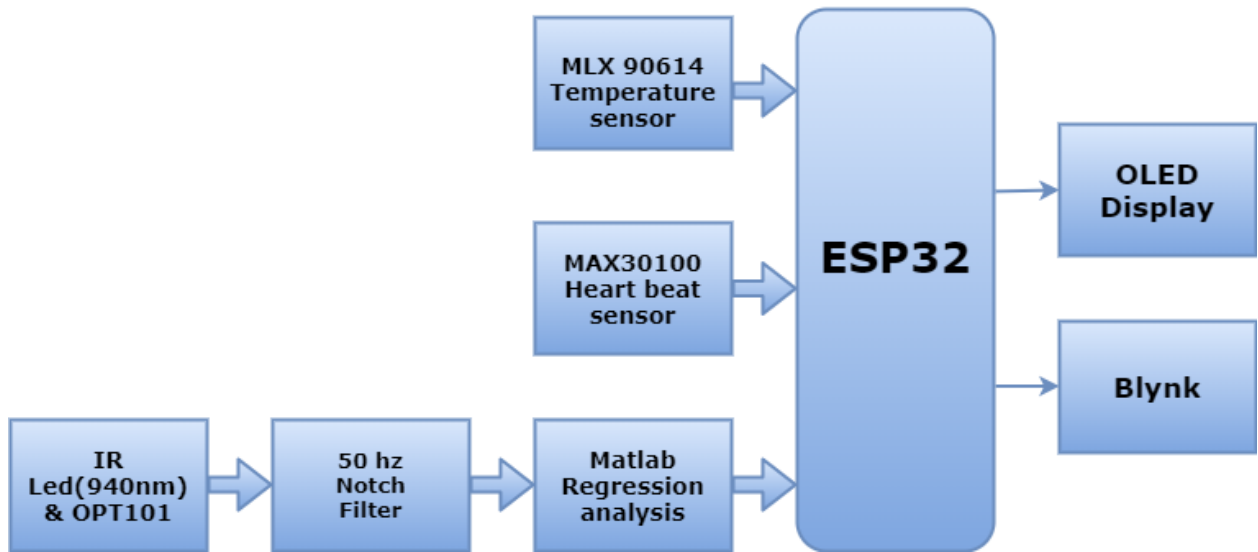 MLX 90614
Temperature
sensor
MAX30100
Heart beat
sensor
IR
Led(940nm)
& OPT101
50 hz
Notch
Filter
Matlab
Regression
analysis
ESP32
OLED
Display
Blynk